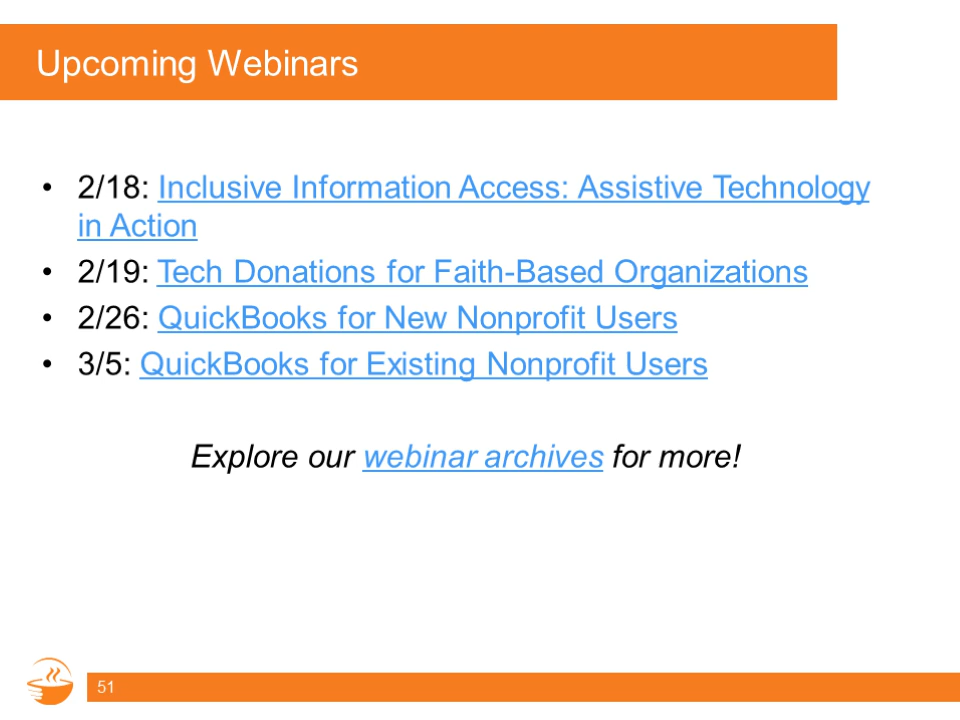 Upcoming Webinars
• 2/18: Inclusive Information Access: Assistive Technology
in Action
• 2/19: Tech Donations for Faith-Based Organizations
• 2/26: QuickBooks for New Nonprofit Users
• 3/5: QuickBooks for Existing Nonprofit Users
Explore our webinar archives for more!
51